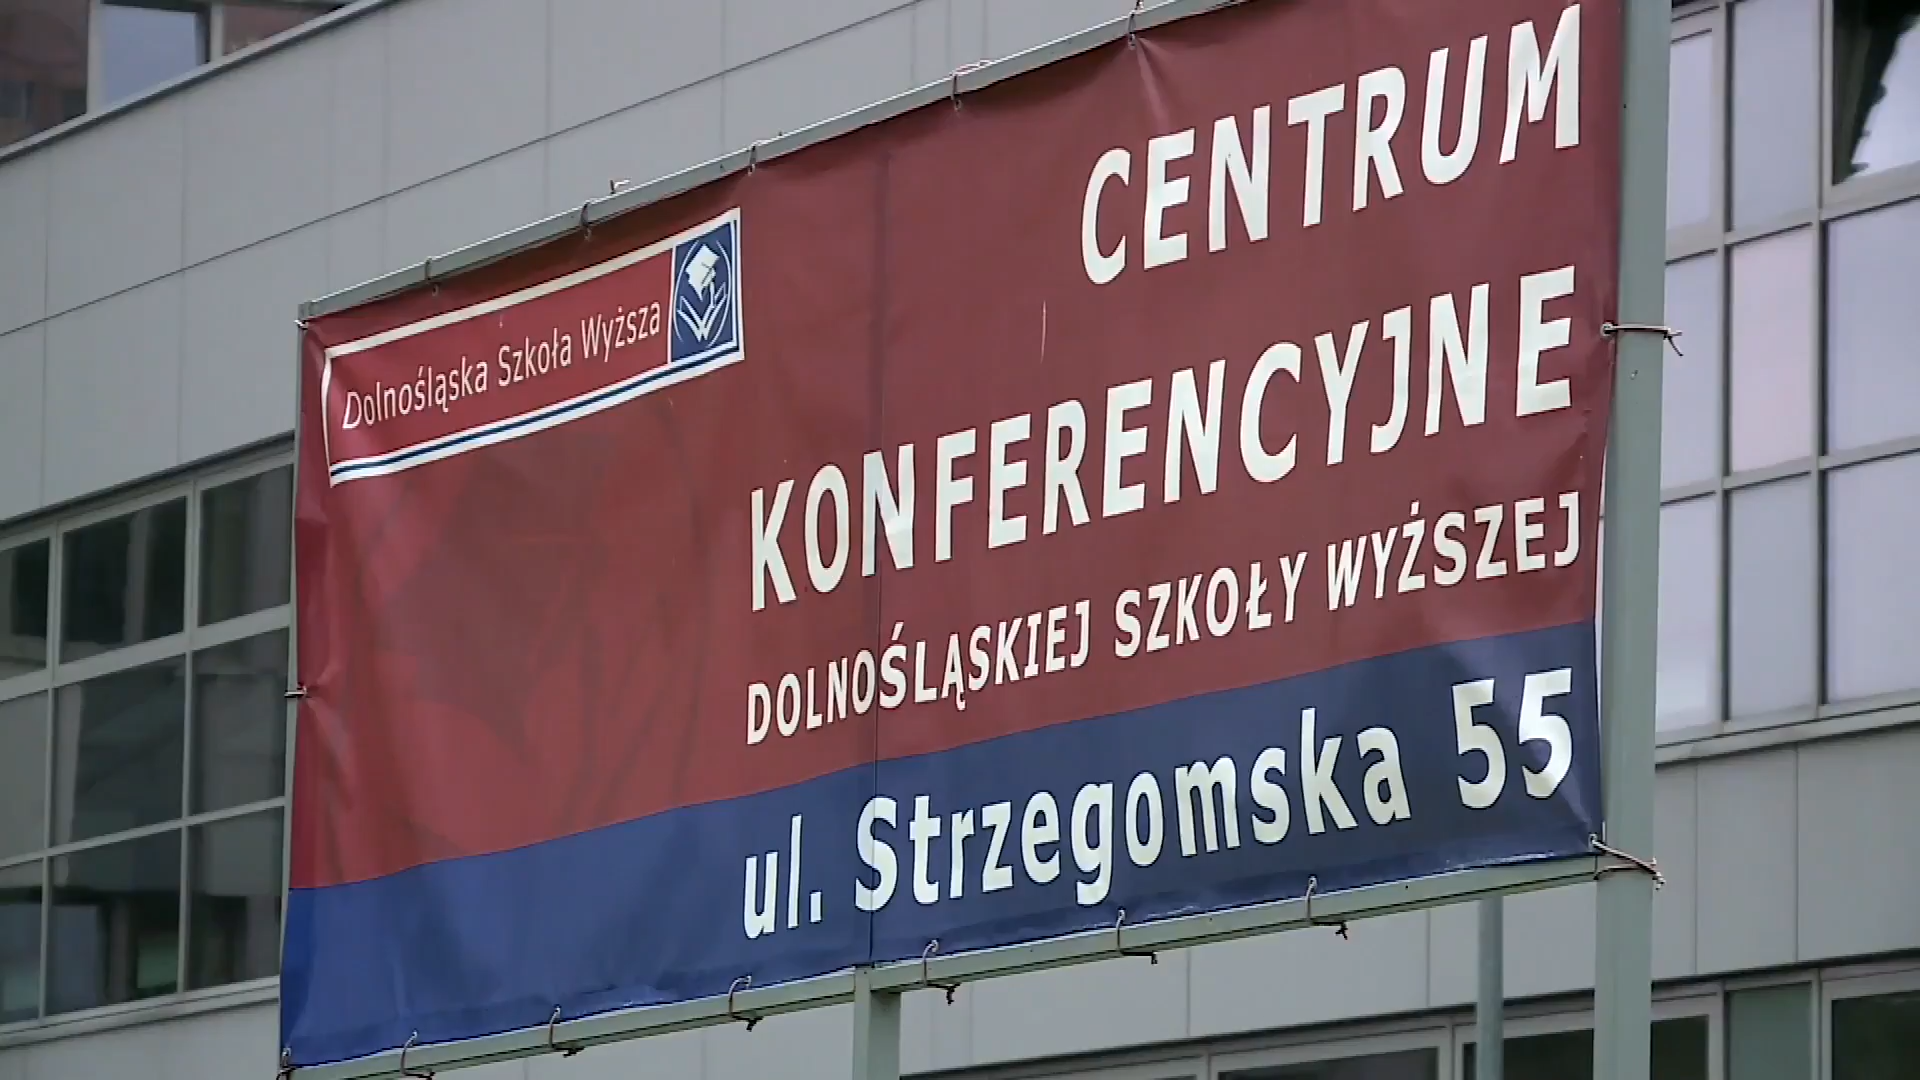 Dolnośląska Szkoła Wyższa
CENTRUM
KONFERENCYJNE
DOLNOŚLĄSKIEJ SZKOŁY WYŻSZEJ
ul. Strzegomska 55